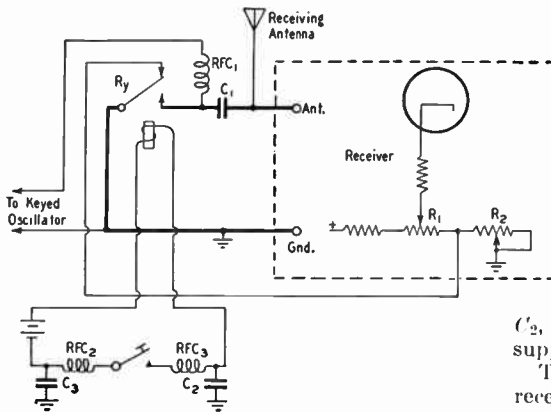 Receiving
Antenna
RFC1
Ry
C1
Ant.
Receiver
To Keyed
Oscillator
+
R1
R2
Gnd.
RFC2
RFC3
C3
C2
C2,
sup
T
rece